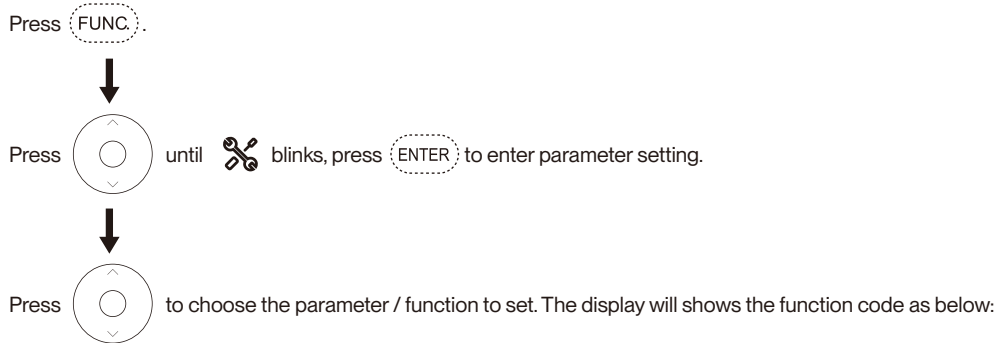 Press FUNC. .
Press until blinks, press ENTER to enter parameter setting.
Press to choose the parameter / function to set. The display will shows the function code as below: